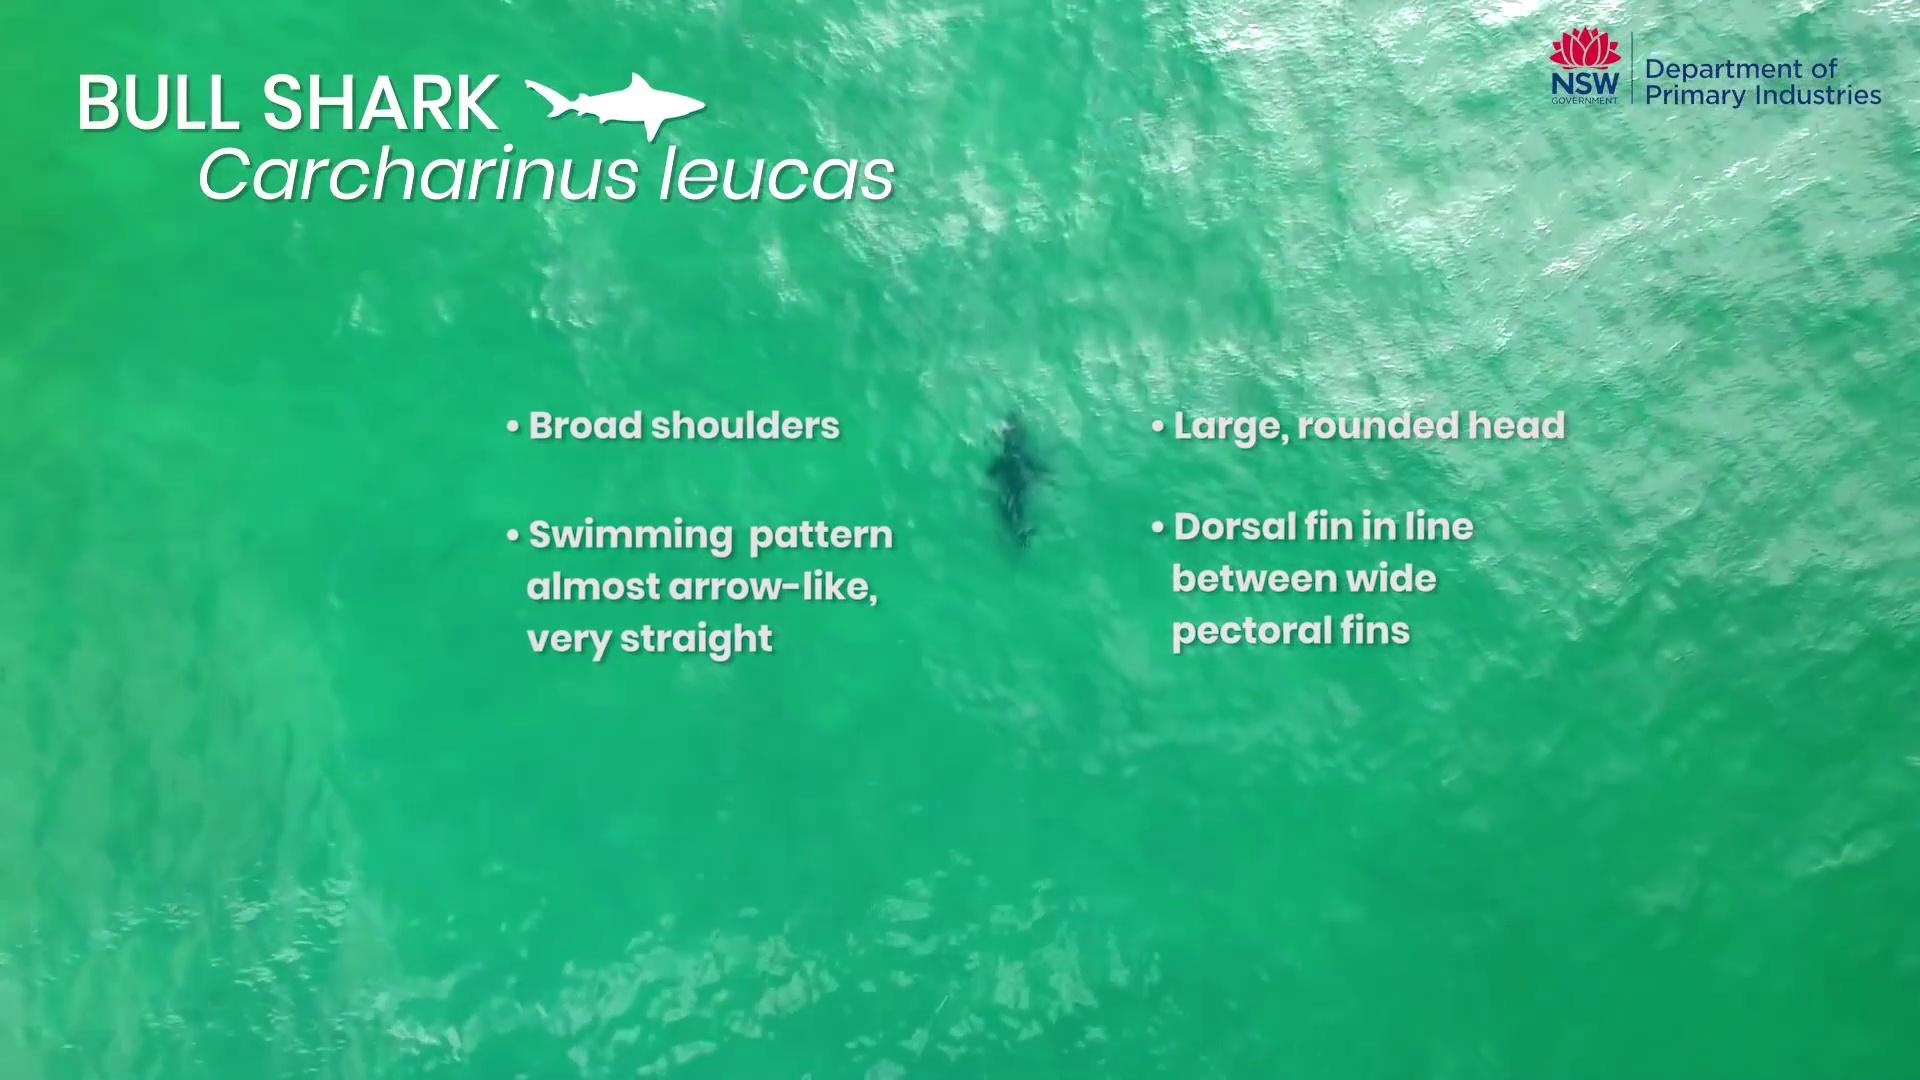 BULL SHARK
Carcharinus leucas
NSW
GOVERNMENT
Department of
Primary Industries
• Broad shoulders
• Swimming pattern
almost arrow-like,
very straight
• Large, rounded head
• Dorsal fin in line
between wide
pectoral fins